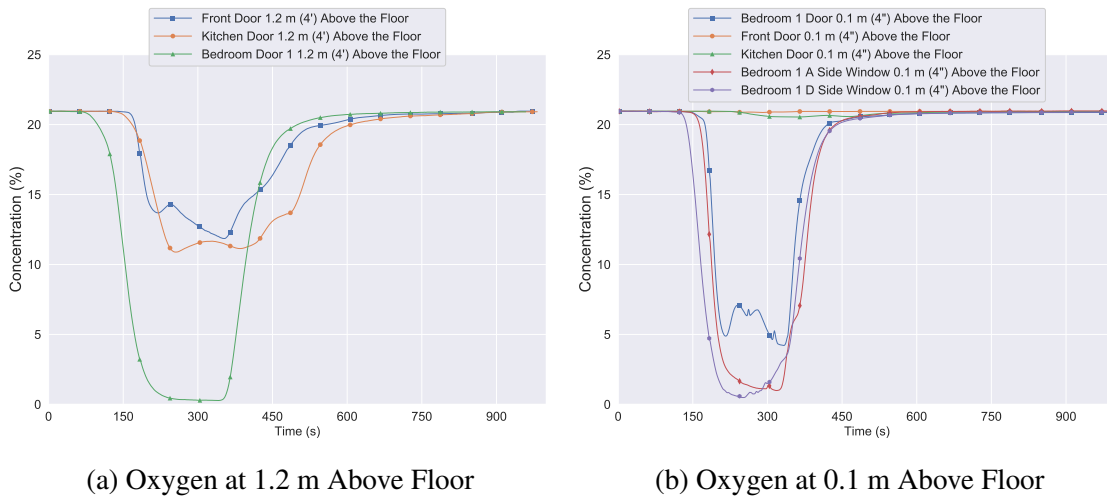 Front Door 1.2 m (4') Above the Floor
Kitchen Door 1.2 m (4') Above the Floor
Bedroom Door 1 1.2 m (4') Above the Floor
25
20
15
10
5
0
Concentration (%)
0 150 300 450 600 750 900
Time (s)
(a) Oxygen at 1.2 m Above Floor
Bedroom 1 Door 0.1 m (4") Above the Floor
Front Door 0.1 m (4") Above the Floor
Kitchen Door 0.1 m (4") Above the Floor
Bedroom 1 A Side Window 0.1 m (4") Above the Floor
Bedroom 1 D Side Window 0.1 m (4") Above the Floor
25
20
15
10
5
0
Concentration (%)
0 150 300 450 600 750 900
Time (s)
(b) Oxygen at 0.1 m Above Floor